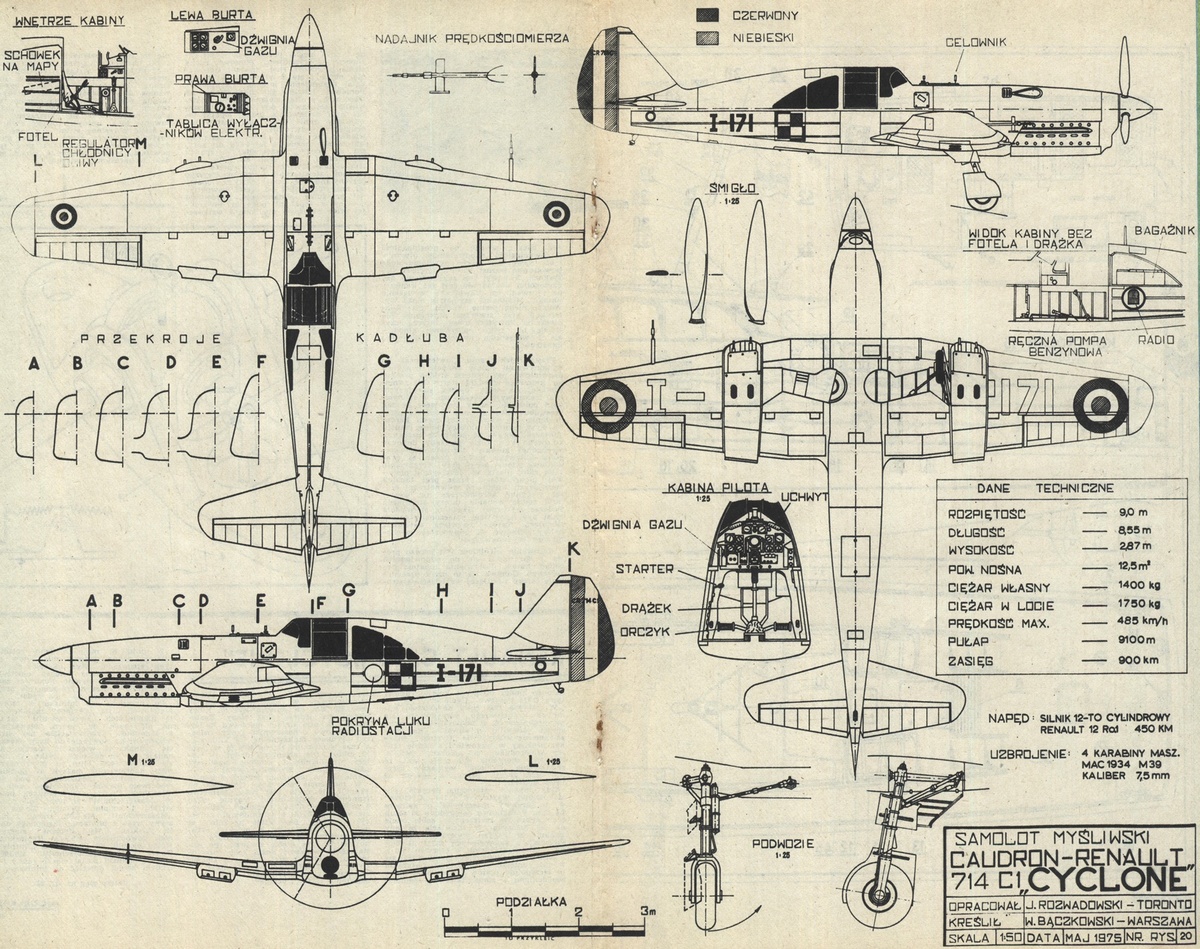 WNĘTRZE KABINY
SCHOWEK
NA MAPY
FOTEL
REGULATOR
CHŁODNICY
LEWA BURTA
DŹWIGNIA
GAZU
PRAWA BURTA
TABLICA WYŁĄCZ-
-NIKÓW ELEKTR.
L
M
NADAJNIK PRĘDKOŚCIOMIERZA
CZERWONY
NIEBIESKI
CELOWNIK
I-171
ŚMIGŁO
1:25
WIDOK KABINY BEZ
FOTELA I DRĄŻKA
BAGAŻNIK
RĘCZNA POMPA
BENZYNOWA
RADIO
PRZEKROJE KADŁUBA
A B C D E F G H I J K
I 171
KABINA PILOTA
1:25
UCHWYT
DŹWIGNIA GAZU
STARTER
DRĄŻEK
ORCZYK
DANE TECHNICZNE
ROZPIĘTOŚĆ — 9,0 m
DŁUGOŚĆ — 8,55 m
WYSOKOŚĆ — 2,87 m
POW. NOŚNA — 12,5 m²
CIĘŻAR WŁASNY — 1400 kg
CIĘŻAR W LOCIE — 1750 kg
PRĘDKOŚĆ MAX. — 485 km/h
PUŁAP — 9100 m
ZASIĘG — 900 km
A B C D E F G H I J K
I-171
POKRYWA LUKU
RADIOSTACJI
NAPĘD: SILNIK 12-TO CYLINDROWY
RENAULT 12 Ro1 450 KM
UZBROJENIE: 4 KARABINY MASZ.
MAC 1934 M39
KALIBER 7,5 mm
M 1:25
L 1:25
PODWOZIE
1:25
PODZIAŁKA
0 1 2 3m
SAMOLOT MYŚLIWSKI
CAUDRON-RENAULT
714 C1 „CYCLONE”
OPRACOWAŁ J. ROZWADOWSKI - TORONTO
KREŚLIŁ W. BĄCZKOWSKI - WARSZAWA
SKALA 1:50 DATA MAJ 1975 NR. RYS. 20